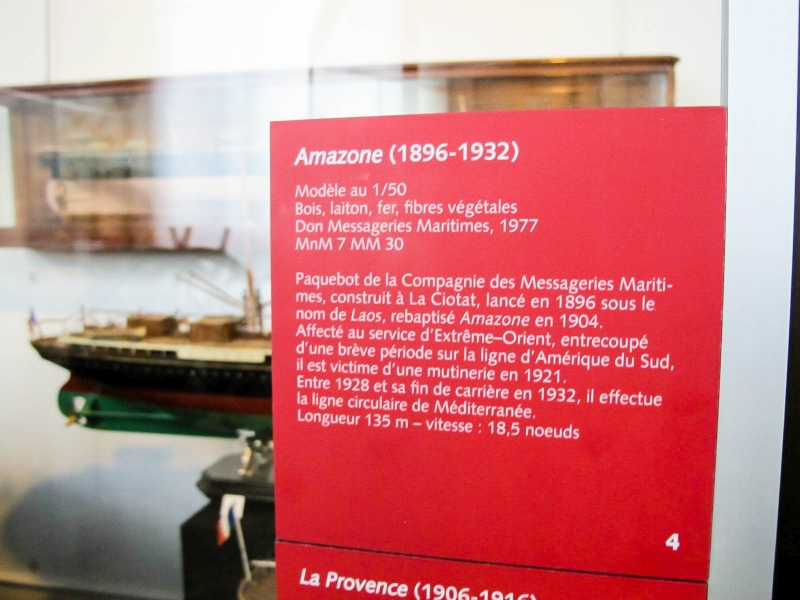 Amazone (1896-1932)
Modèle au 1/50
Bois, laiton, fer, fibres végétales
Don Messageries Maritimes, 1977
MnM 7 MM 30
Paquebot de la Compagnie des Messageries Mariti-
mes, construit à La Ciotat, lancé en 1896 sous le
nom de Laos, rebaptisé Amazone en 1904.
Affecté au service d'Extrême–Orient, entrecoupé
d'une brève période sur la ligne d'Amérique du Sud,
il est victime d'une mutinerie en 1921.
Entre 1928 et sa fin de carrière en 1932, il effectue
la ligne circulaire de Méditerranée.
Longueur 135 m – vitesse : 18,5 noeuds
4
La Provence (1906-1916)